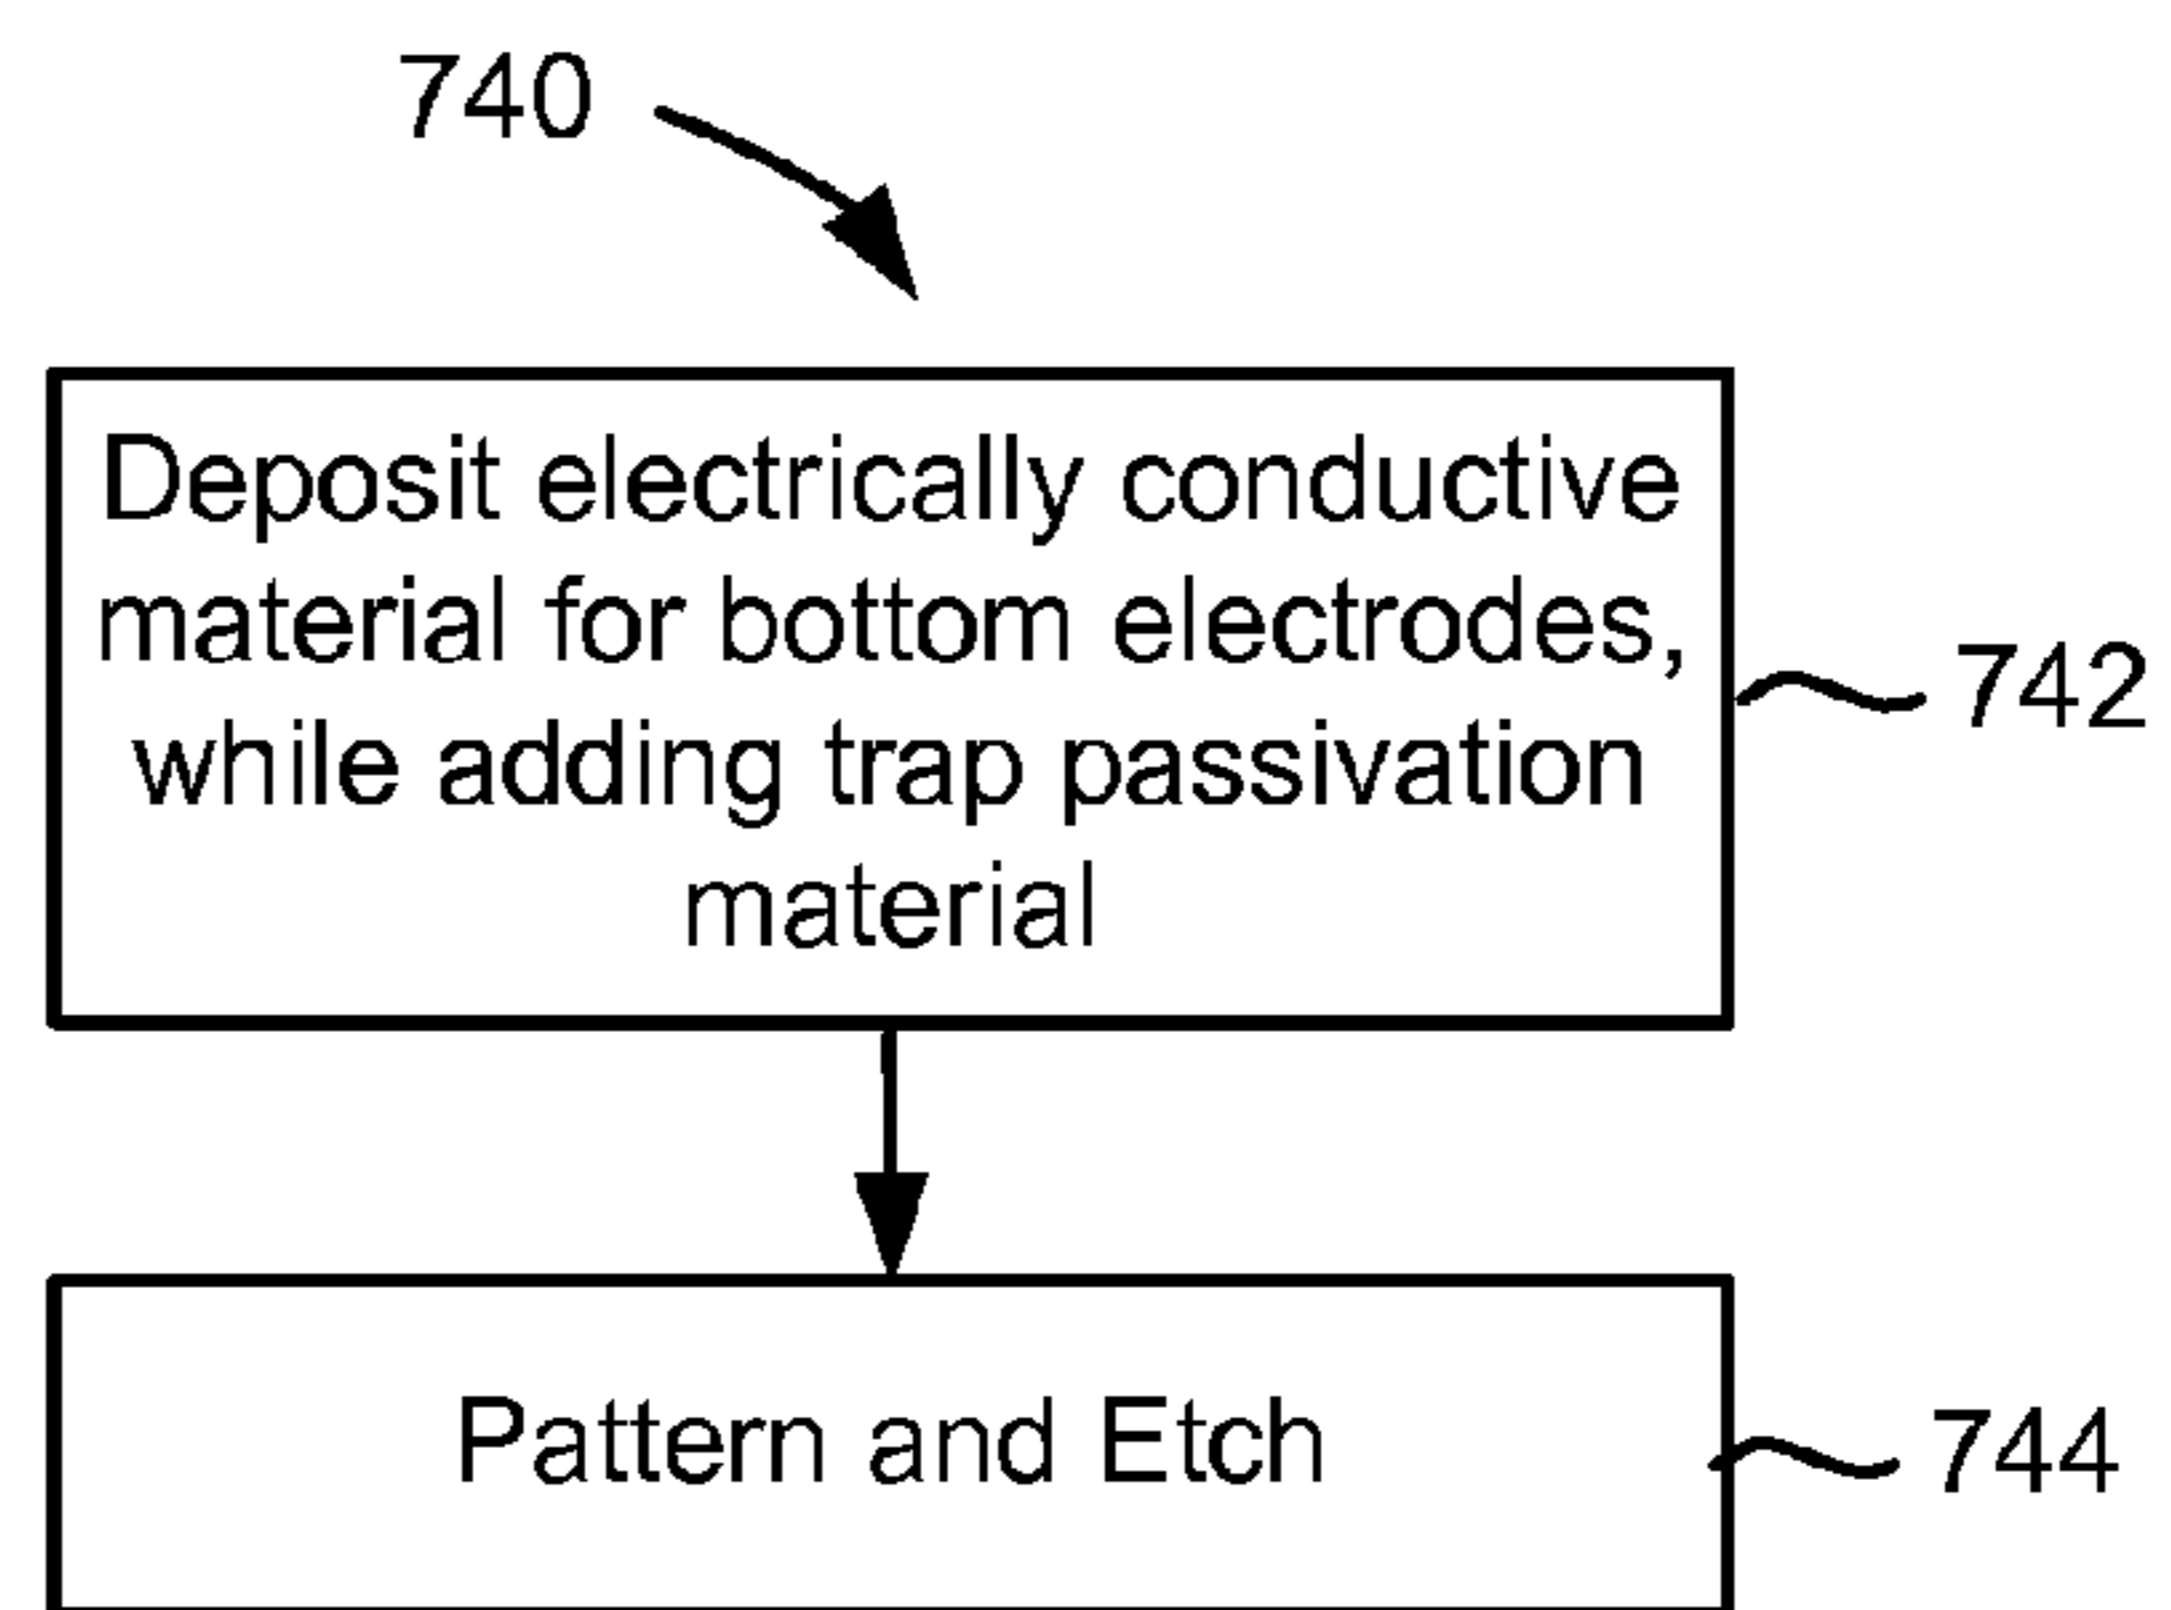 740
Deposit electrically conductive
material for bottom electrodes,
while adding trap passivation
material
742
Pattern and Etch
744